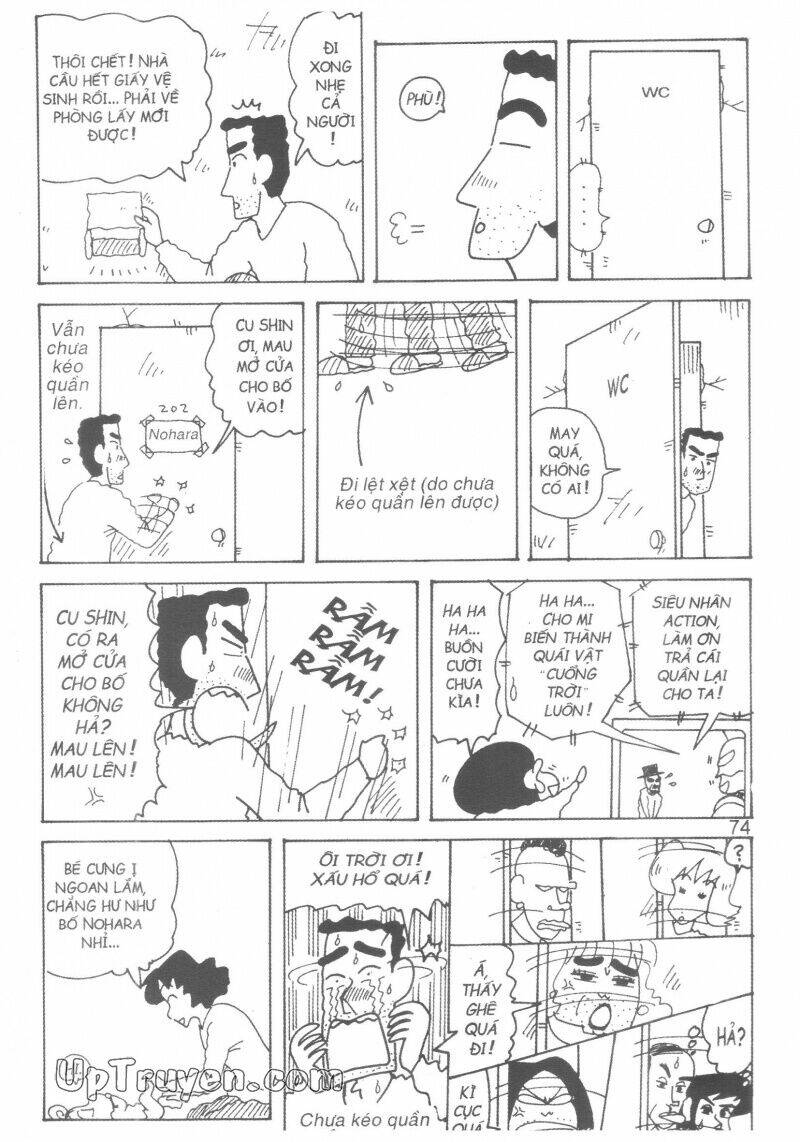 THÔI CHẾT! NHÀ
CẦU HẾT GIẤY VỆ
SINH RỒI... PHẢI VỀ
PHÒNG LẤY MỚI
ĐƯỢC!
ĐI
XONG
NHẸ
CẢ
NGƯỜI
!
PHÙ!
WC
Vẫn
chưa
kéo
quần
lên.
202
Nohara
CU SHIN
ƠI, MAU
MỞ CỬA
CHO BỐ
VÀO!
Đi lệt xệt (do chưa
kéo quần lên được)
WC
MAY
QUÁ,
KHÔNG
CÓ AI!
CU SHIN,
CÓ RA
MỞ CỬA
CHO BỐ
KHÔNG
HẢ?
MAU LÊN!
MAU LÊN!
RẦM
RẦM
RẦM!
HA HA
HA...
BUỒN
CƯỜI
CHƯA
KÌA!
HA HA...
CHO MI
BIẾN THÀNH
QUÁI VẬT
"CUỒNG
TRỜI"
LUÔN!
SIÊU NHÂN
ACTION,
LÀM ƠN
TRẢ CÁI
QUẦN LẠI
CHO TA!
74
BÉ CƯNG Ị
NGOAN LẮM,
CHẲNG HƯ NHƯ
BỐ NOHARA
NHỈ...
ÔI TRỜI ƠI!
XẤU HỔ QUÁ!
Chưa kéo quần
?
Á,
THẤY
GHÊ
QUÁ
ĐI!
HẢ?
KÌ
CỤC
QUÁ
UpTruyen.com